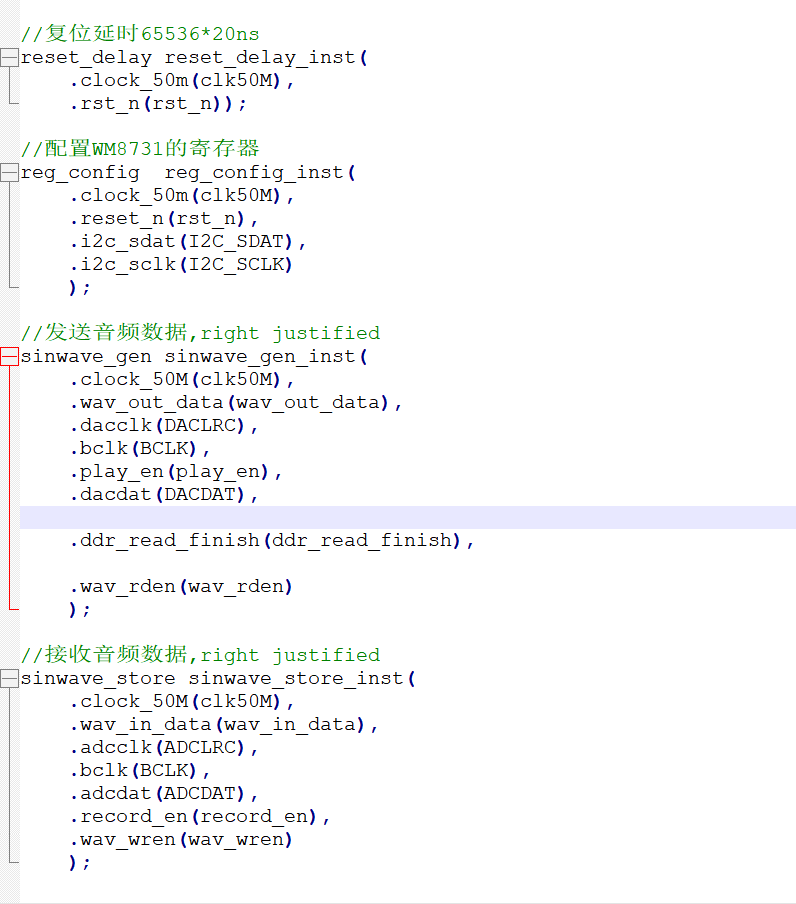 //复位延时65536*20ns
reset_delay reset_delay_inst(
    .clock_50m(clk50M),
    .rst_n(rst_n));
//配置WM8731的寄存器
reg_config  reg_config_inst(
    .clock_50m(clk50M),
    .reset_n(rst_n),
    .i2c_sdat(I2C_SDAT),
    .i2c_sclk(I2C_SCLK)
    );
//发送音频数据,right justified
sinwave_gen sinwave_gen_inst(
    .clock_50M(clk50M),
    .wav_out_data(wav_out_data),
    .dacclk(DACLRC),
    .bclk(BCLK),
    .play_en(play_en),
    .dacdat(DACDAT),
    .ddr_read_finish(ddr_read_finish),
    .wav_rden(wav_rden)
    );
//接收音频数据,right justified
sinwave_store sinwave_store_inst(
    .clock_50M(clk50M),
    .wav_in_data(wav_in_data),
    .adcclk(ADCLRC),
    .bclk(BCLK),
    .adcdat(ADCDAT),
    .record_en(record_en),
    .wav_wren(wav_wren)
    );